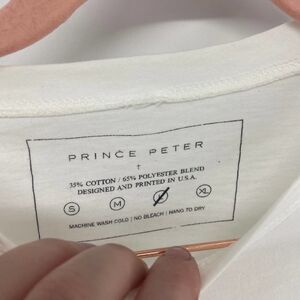 PRINCE PETER
†
35% COTTON / 65% POLYESTER BLEND
DESIGNED AND PRINTED IN U.S.A.
S M XL
MACHINE WASH COLD | NO BLEACH | HANG TO DRY